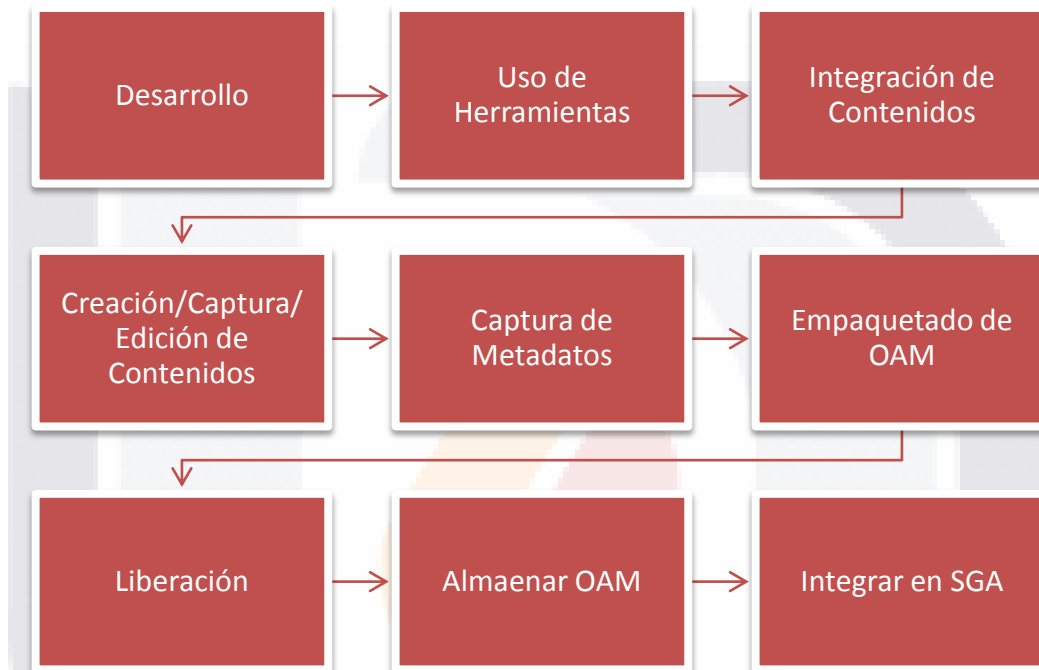 Desarrollo
Uso de
Herramientas
Integración de
Contenidos
Creación/Captura/
Edición de
Contenidos
Captura de
Metadatos
Empaquetado de
OAM
Liberación
Almaenar OAM
Integrar en SGA